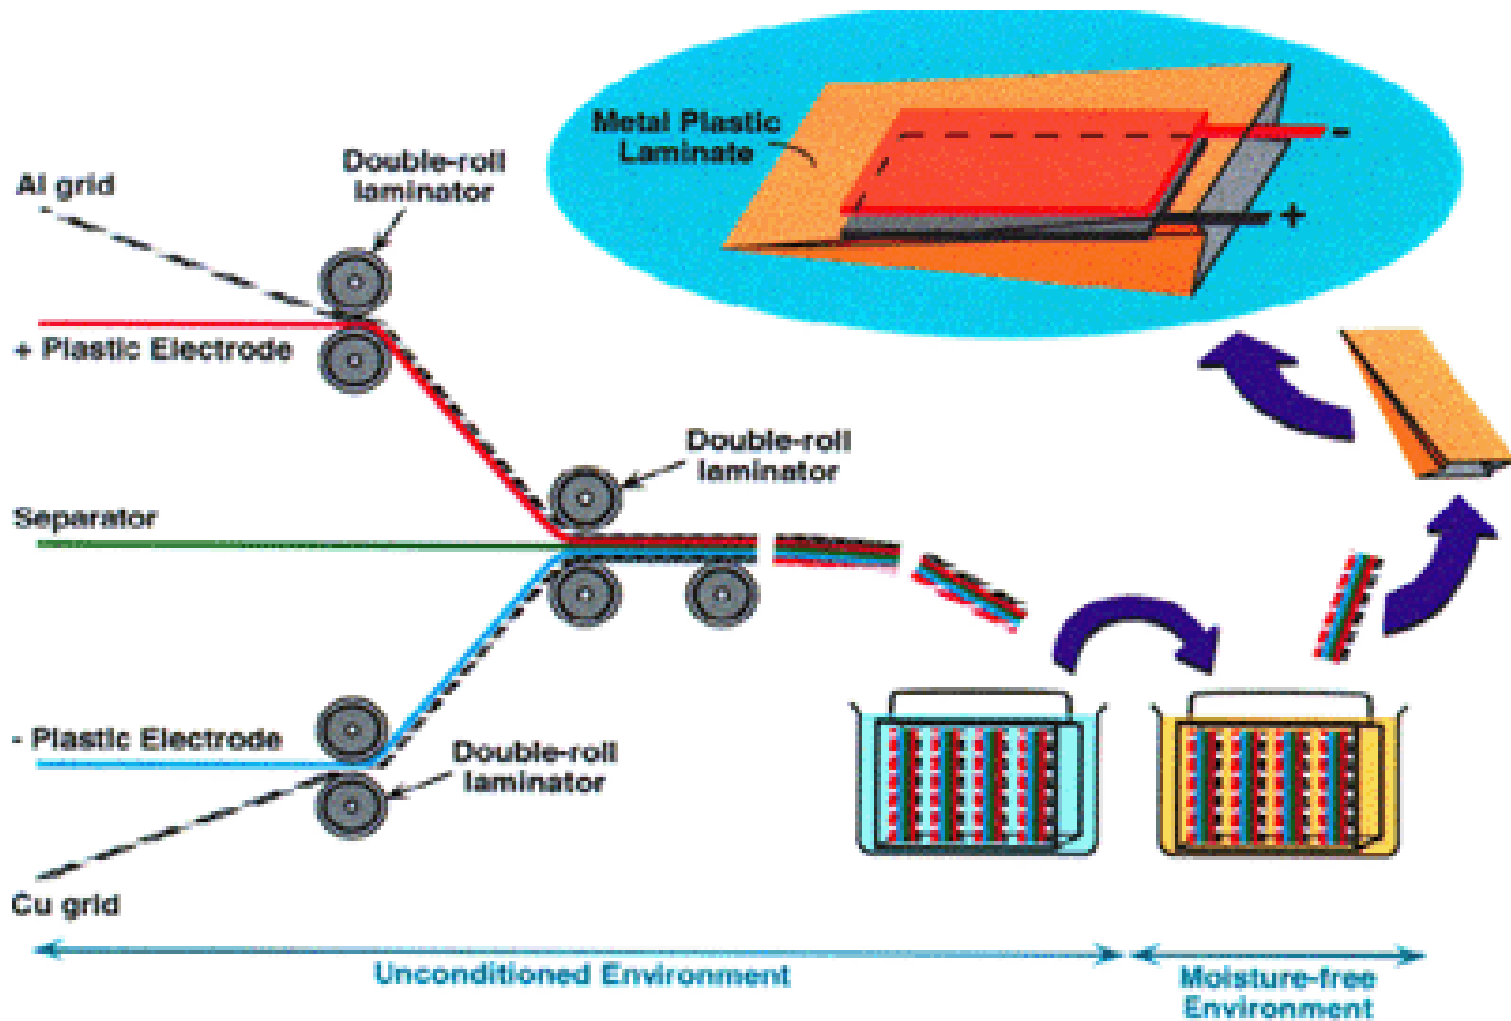 Metal Plastic
Laminate
-
+
Double-roll
laminator
Al grid
+ Plastic Electrode
Double-roll
laminator
Separator
- Plastic Electrode
Double-roll
laminator
Cu grid
Unconditioned Environment
Moisture-free
Environment